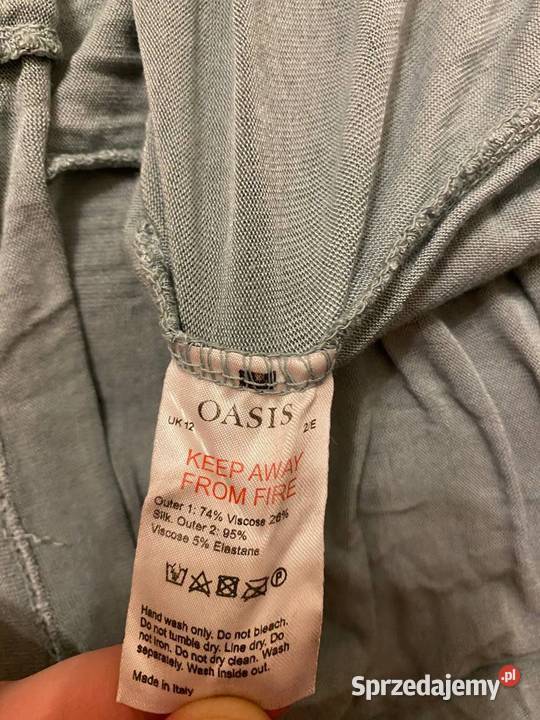 OASIS
UK 12 2/E
KEEP AWAY
FROM FIRE
Outer 1: 74% Viscose 26%
Silk. Outer 2: 95%
Viscose 5% Elastane
P
Hand wash only. Do not bleach.
Do not tumble dry. Line dry. Do
not iron. Do not dry clean. Wash
separately. Wash inside out.
Made in Italy
Sprzedajemy.pl